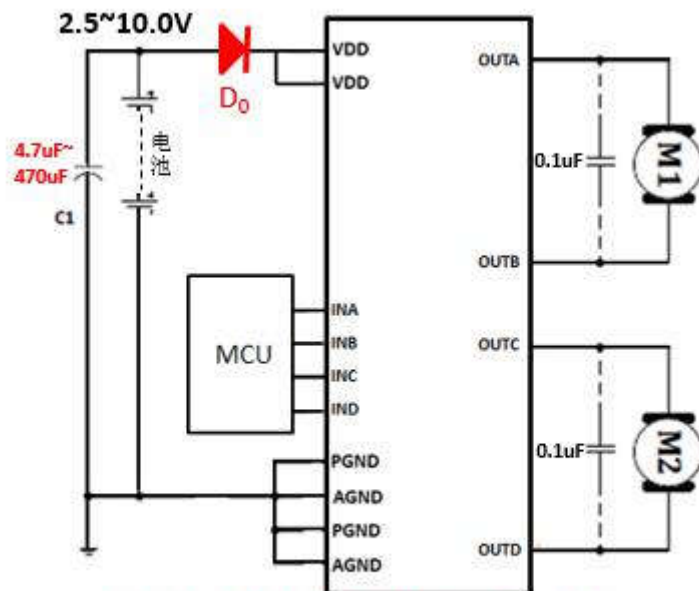 2.5~10.0V
D₀
VDD
VDD
4.7uF~
470uF
C1
电池
OUTA
0.1uF
M1
OUTB
MCU
INA
INB
INC
IND
OUTC
0.1uF
M2
OUTD
PGND
AGND
PGND
AGND